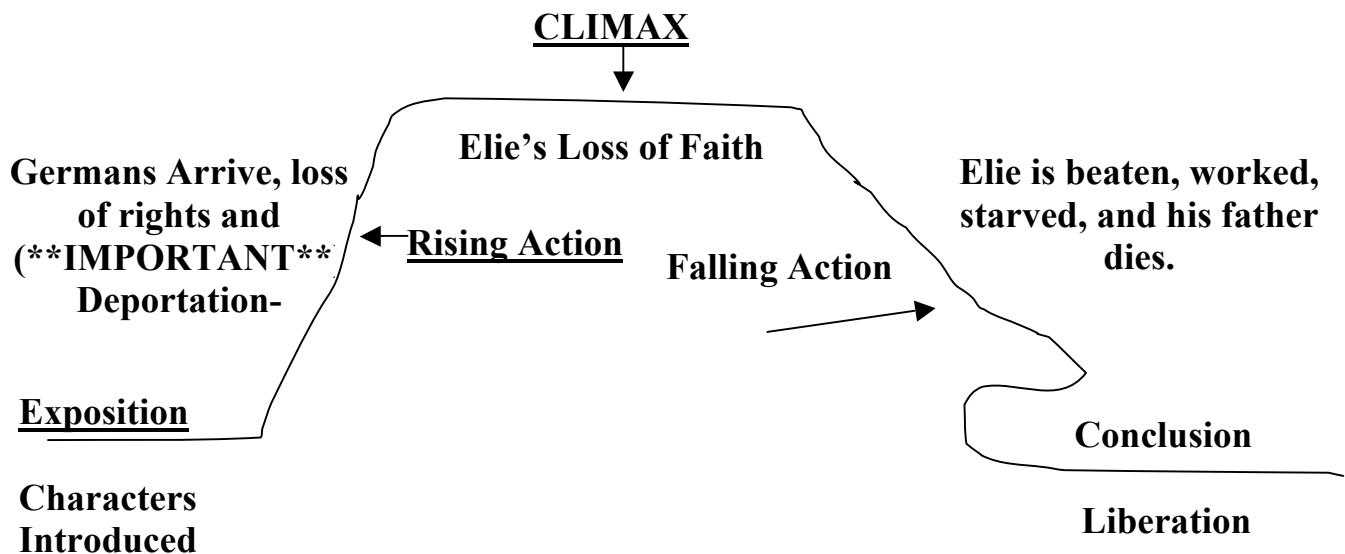 CLIMAX
Elie’s Loss of Faith
Germans Arrive, loss
of rights and
(**IMPORTANT**)
Deportation-
Rising Action
Falling Action
Elie is beaten, worked,
starved, and his father
dies.
Exposition
Characters
Introduced
Conclusion
Liberation